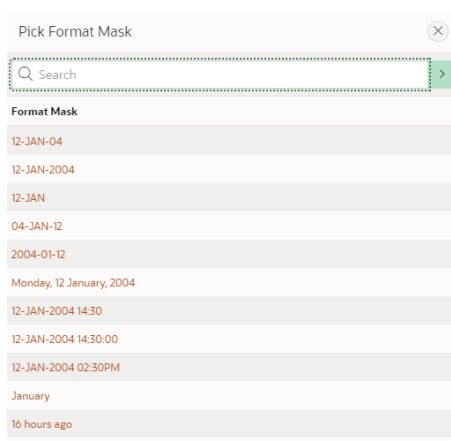 Pick Format Mask
Search
Format Mask
12-JAN-04
12-JAN-2004
12-JAN
04-JAN-12
2004-01-12
Monday, 12 January, 2004
12-JAN-2004 14:30
12-JAN-2004 14:30:00
12-JAN-2004 02:30PM
January
16 hours ago